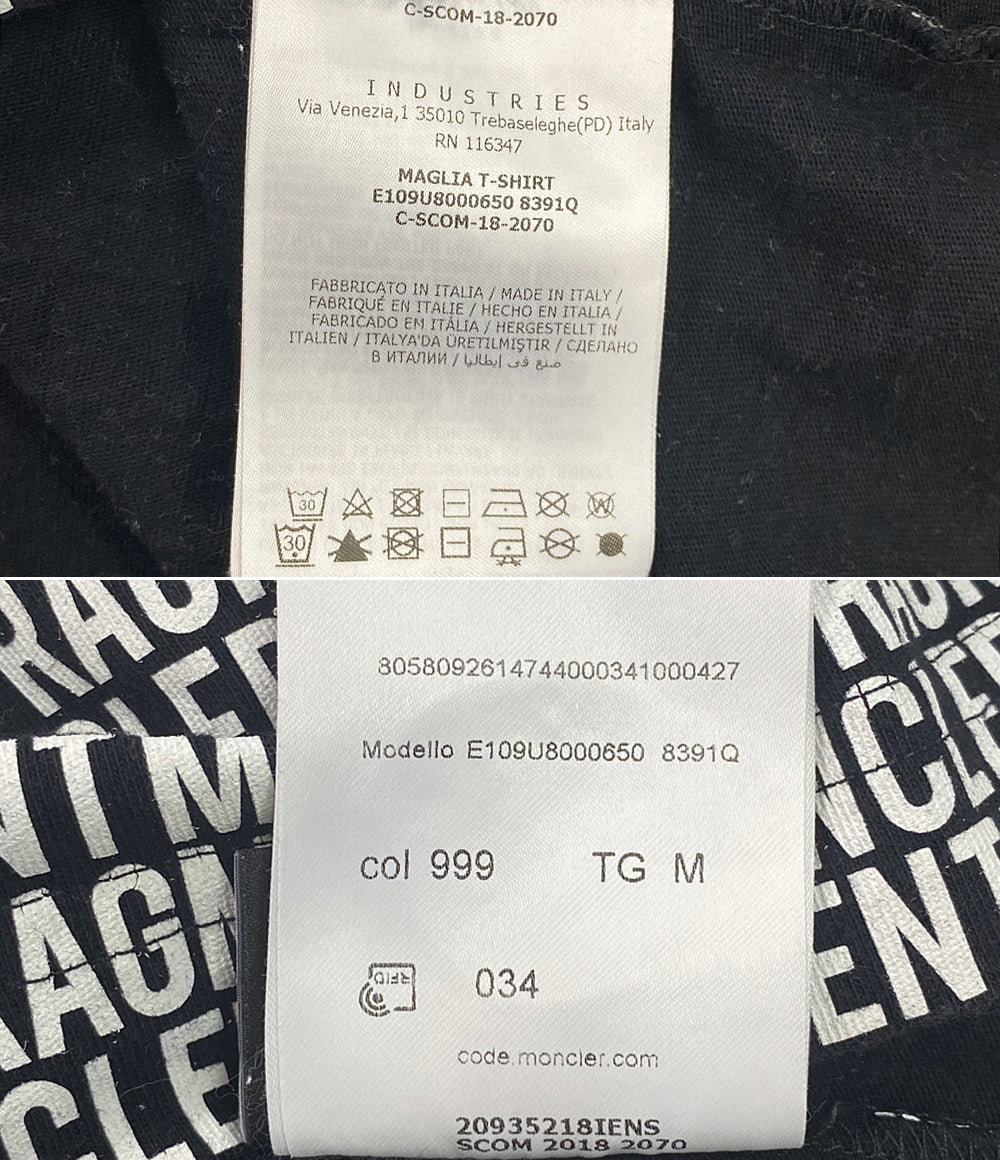 C-SCOM-18-2070
INDUSTRIES
Via Venezia,1 35010 Trebaseleghe(PD) Italy
RN 116347
MAGLIA T-SHIRT
E109U8000650 8391Q
C-SCOM-18-2070
FABBRICATO IN ITALIA / MADE IN ITALY /
FABRIQUÉ EN ITALIE / HECHO EN ITALIA /
FABRICADO EM ITÁLIA / HERGESTELLT IN
ITALIEN / ITALYA'DA ÜRETILMIŞTIR / СДЕЛАНО
В ИТАЛИИ / صنع في إيطاليا
30
W
30
8058092614744000341000427
Modello E109U8000650 8391Q
col 999 TG M
RFID
034
code.moncler.com
20935218IENS
SCOM 2018 2070